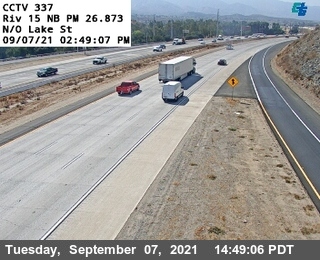 CCTV 337
Riv 15 NB PM 26.873
N/O Lake St
09/07/21 02:49:07 PM
Tuesday, September 07, 2021 14:49:06 PDT